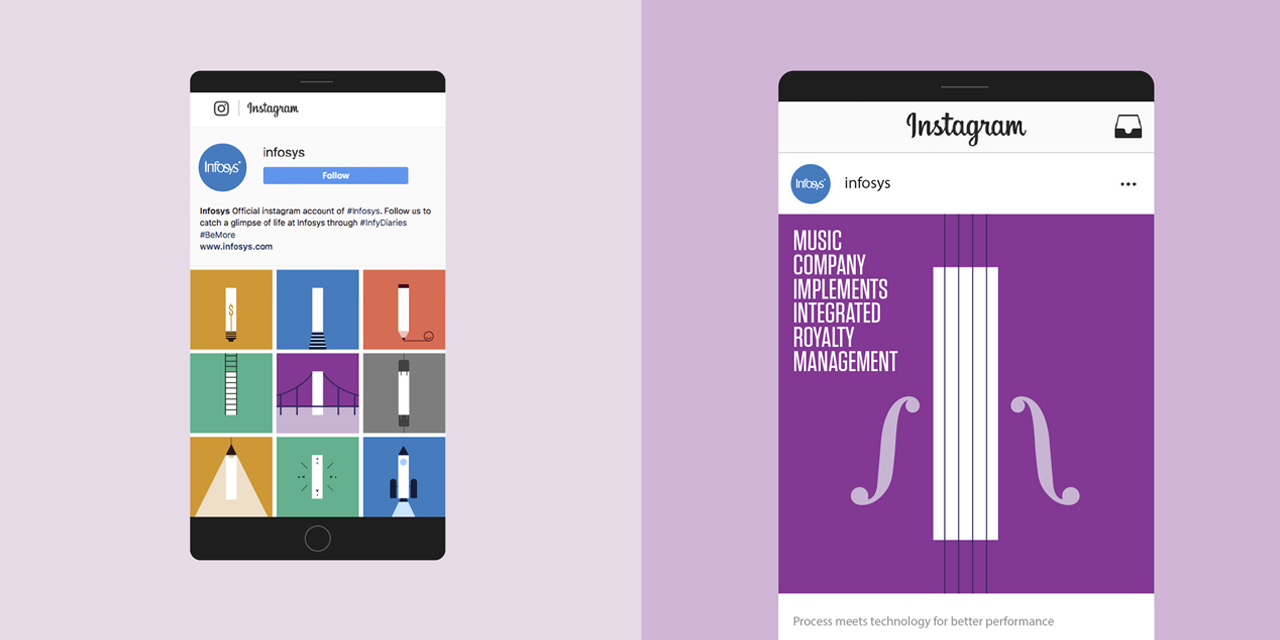 Instagram
Infosys
infosys
Follow
Infosys Official instagram account of #Infosys. Follow us to
catch a glimpse of life at Infosys through #InfyDiaries
#BeMore
www.infosys.com
$
Instagram
Infosys
infosys
MUSIC
COMPANY
IMPLEMENTS
INTEGRATED
ROYALTY
MANAGEMENT
Process meets technology for better performance